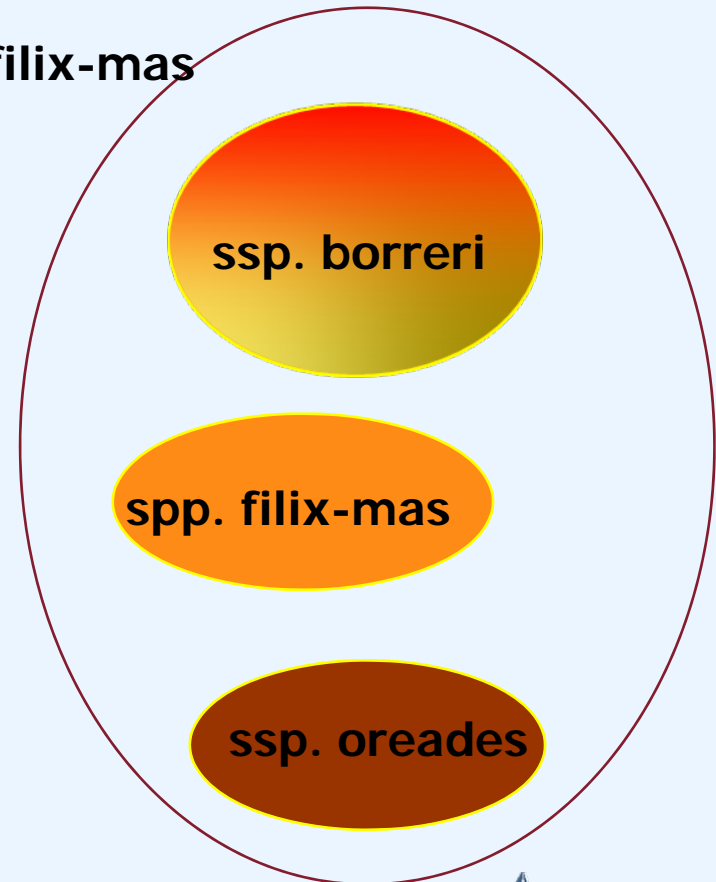 filix-mas
ssp. borreri
spp. filix-mas
ssp. oreades